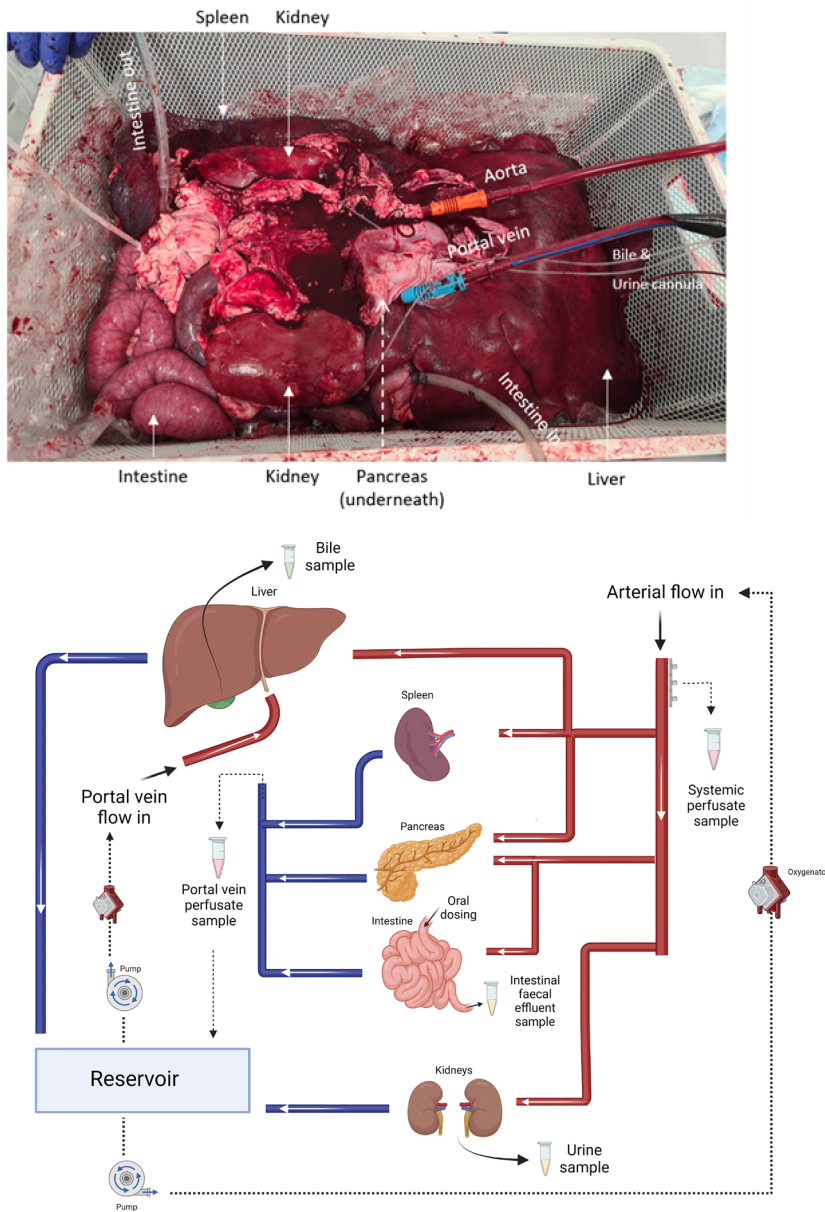 Spleen
Kidney
Intestine out
Aorta
Portal vein
Bile &
Urine cannula
Intestine in
Intestine
Kidney
Pancreas
(underneath)
Liver
Bile
sample
Liver
Arterial flow in
Spleen
Systemic
perfusate
sample
Portal vein
flow in
Pancreas
Portal vein
perfusate
sample
Oral
dosing
Intestine
Oxygenato
Pump
Intestinal
faecal
effluent
sample
Reservoir
Kidneys
Urine
sample
Pump